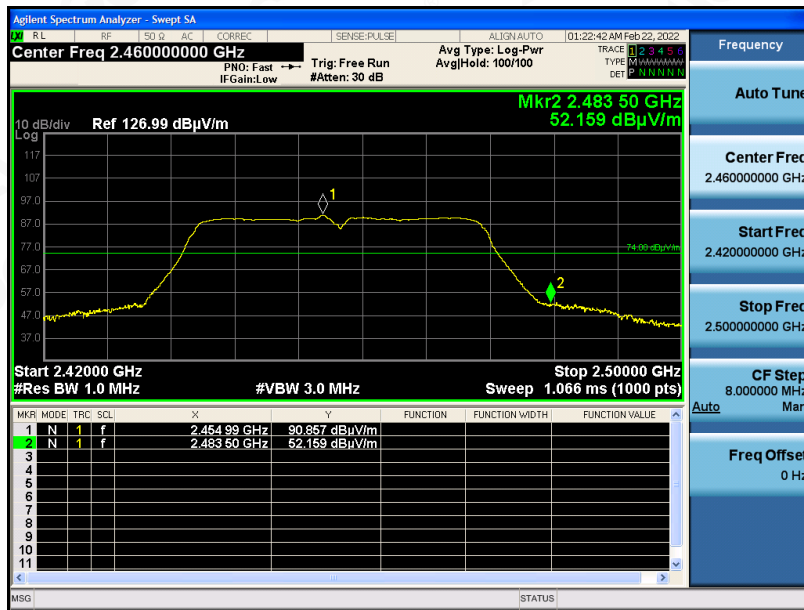 Agilent Spectrum Analyzer - Swept SA
RL RF 50 Ω AC CORREC SENSE:PULSE ALIGN AUTO 01:22:42 AM Feb 22, 2022
Center Freq 2.460000000 GHz
PNO: Fast
IFGain:Low
Trig: Free Run
#Atten: 30 dB
Avg Type: Log-Pwr
Avg|Hold: 100/100
TRACE 1 2 3 4 5 6
TYPE M WWWWW
DET P N N N N N
Mkr2 2.483 50 GHz
52.159 dBµV/m
10 dB/div Ref 126.99 dBµV/m
Log
117
107
97.0
87.0
77.0
67.0
57.0
47.0
37.0
1
2
74.00 dBµV/m
Start 2.42000 GHz Stop 2.50000 GHz
#Res BW 1.0 MHz #VBW 3.0 MHz Sweep 1.066 ms (1000 pts)
MKR MODE TRC SCL X Y FUNCTION FUNCTION WIDTH FUNCTION VALUE
1 N 1 f 2.454 99 GHz 90.857 dBµV/m
2 N 1 f 2.483 50 GHz 52.159 dBµV/m
3
4
5
6
7
8
9
10
11
MSG STATUS
Frequency
Auto Tune
Center Freq
2.460000000 GHz
Start Freq
2.420000000 GHz
Stop Freq
2.500000000 GHz
CF Step
8.000000 MHz
Auto Man
Freq Offset
0 Hz